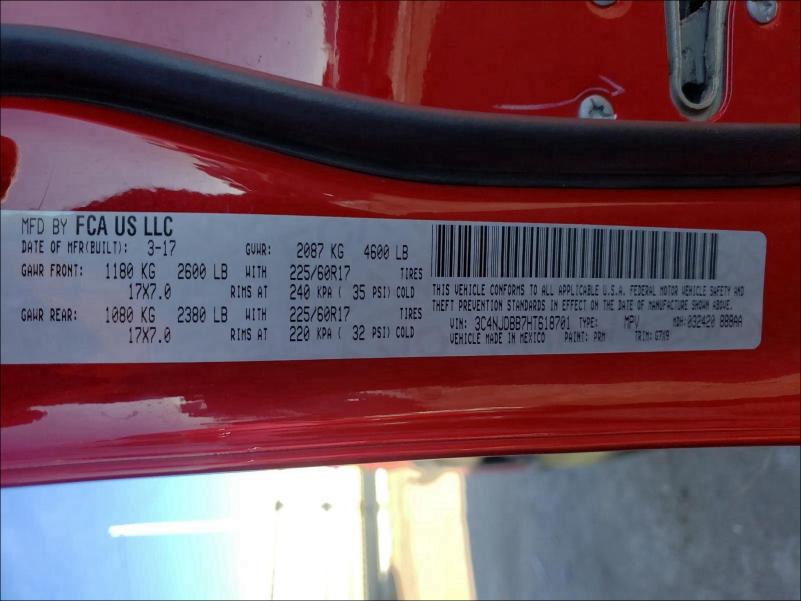 MFD BY FCA US LLC
DATE OF MFR(BUILT): 3-17 GVWR: 2087 KG 4600 LB
GAWR FRONT: 1180 KG 2600 LB WITH 225/60R17 TIRES
17X7.0 RIMS AT 240 KPA ( 35 PSI) COLD
GAWR REAR: 1080 KG 2380 LB WITH 225/60R17 TIRES
17X7.0 RIMS AT 220 KPA ( 32 PSI) COLD
THIS VEHICLE CONFORMS TO ALL APPLICABLE U.S.A. FEDERAL MOTOR VEHICLE SAFETY AND
THEFT PREVENTION STANDARDS IN EFFECT ON THE DATE OF MANUFACTURE SHOWN ABOVE.
VIN: 3C4NJDBB7HT618701 TYPE: MPV MDH: 032420 888AA
VEHICLE MADE IN MEXICO PAINT: PRM TRIM: G7X9